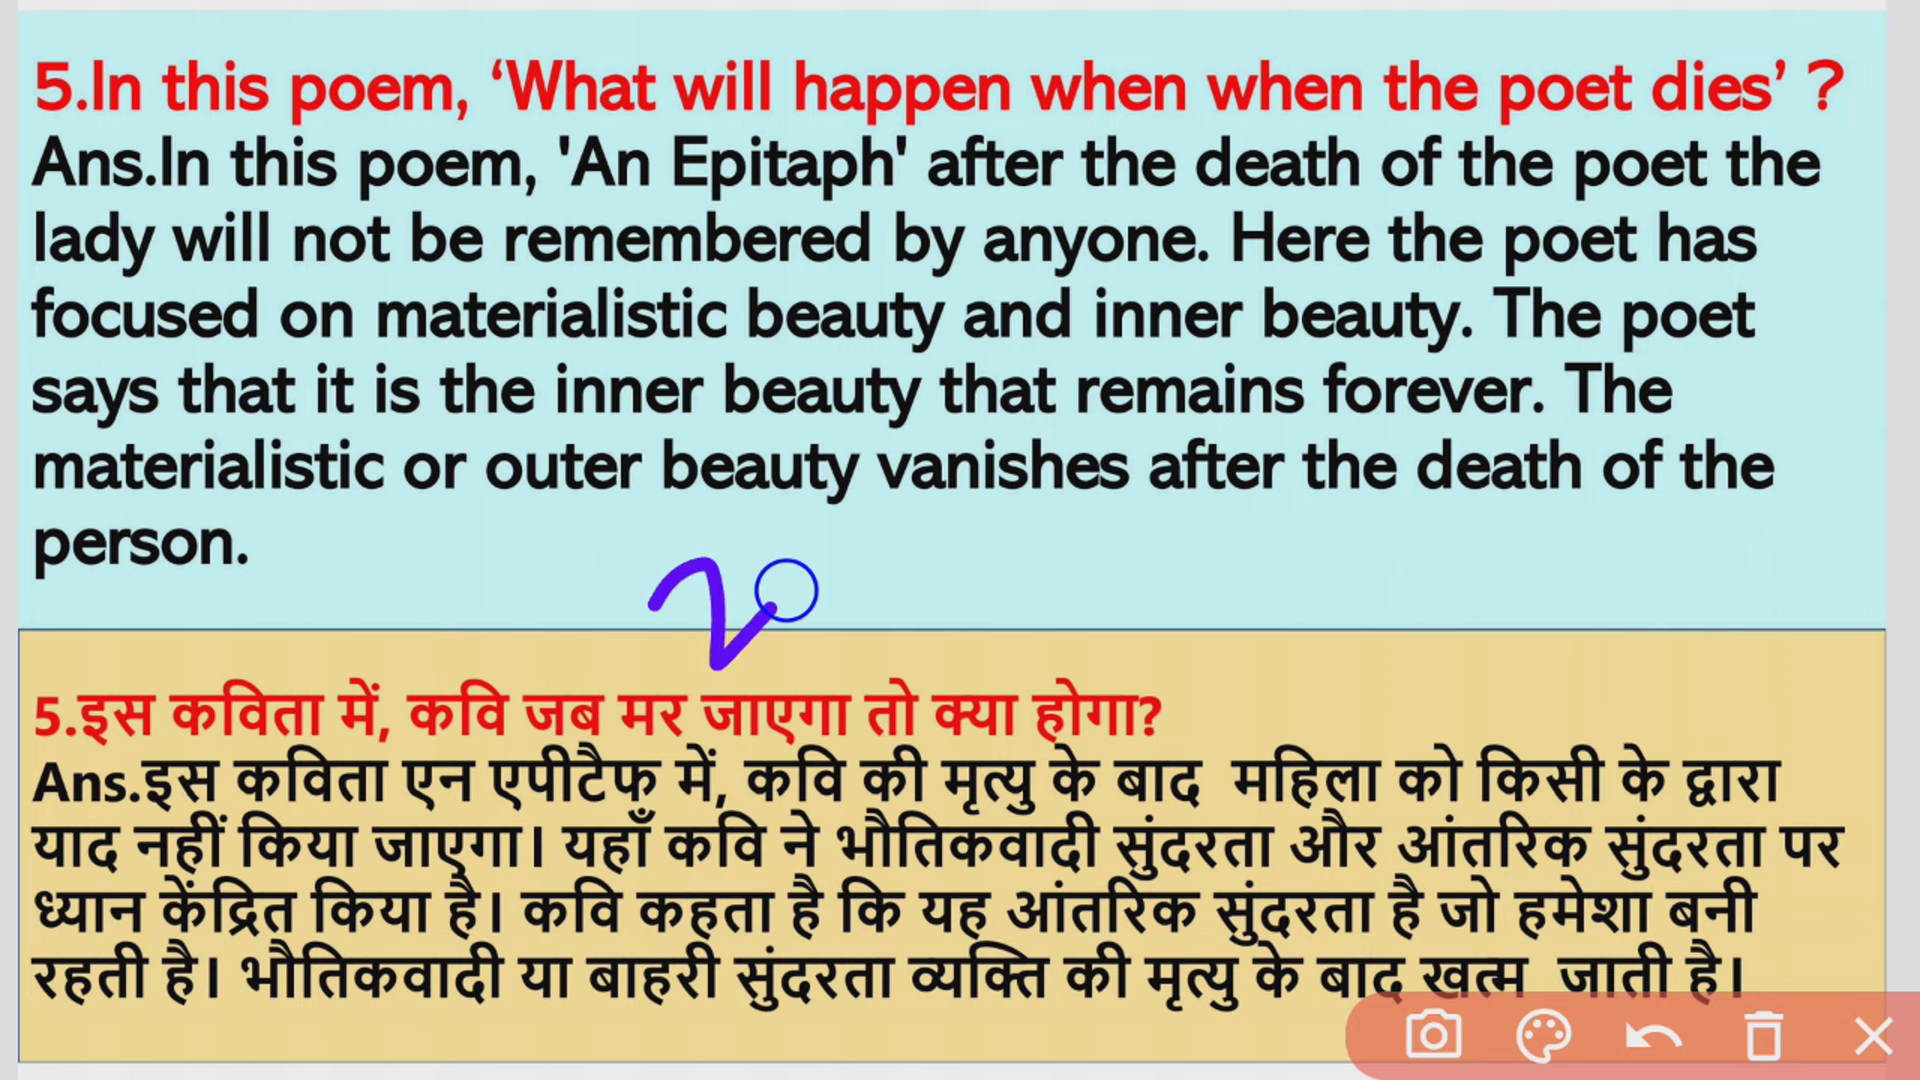 5.In this poem, ‘What will happen when when the poet dies’ ?
Ans.In this poem, 'An Epitaph' after the death of the poet the
lady will not be remembered by anyone. Here the poet has
focused on materialistic beauty and inner beauty. The poet
says that it is the inner beauty that remains forever. The
materialistic or outer beauty vanishes after the death of the
person.
5.इस कविता में, कवि जब मर जाएगा तो क्या होगा?
Ans.इस कविता एन एपीटैफ में, कवि की मृत्यु के बाद महिला को किसी के द्वारा
याद नहीं किया जाएगा। यहाँ कवि ने भौतिकवादी सुंदरता और आंतरिक सुंदरता पर
ध्यान केंद्रित किया है। कवि कहता है कि यह आंतरिक सुंदरता है जो हमेशा बनी
रहती है। भौतिकवादी या बाहरी सुंदरता व्यक्ति की मृत्यु के बाद खत्म जाती है।